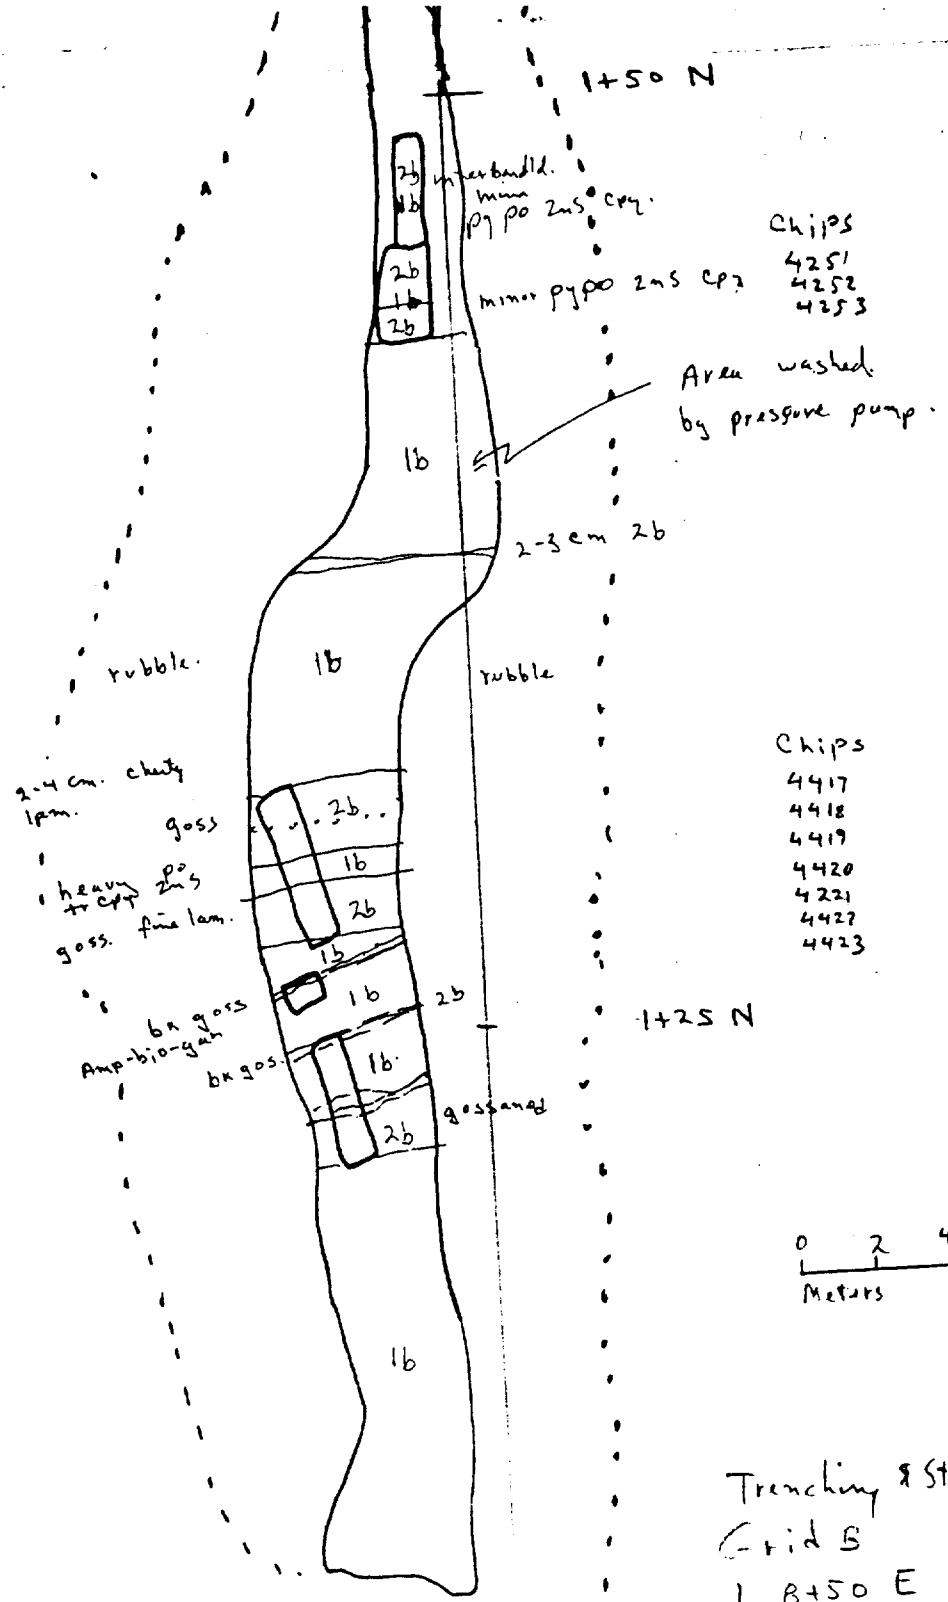 1+50 N
2b interbandld.
1b minor
py po ZnS cpy.
Chips
4251
4252
4253
2b
1b
2b
minor py po ZnS cpy
Area washed
by pressure pump.
1b
2-3 cm 2b
rubble.
1b
rubble
2-4 cm. cherty
goss
2b
1b
heavy po ZnS
tr cpy
goss. fine lam.
2b
Chips
4417
4418
4419
4420
4221
4422
4423
1b
bx goss
Amp-bio-gar
1b
2b
1+25 N
bx gos.
1b.
gossaned
2b
0 2 4
Meters
1b
Trenching & St
Grid B
8+50 E